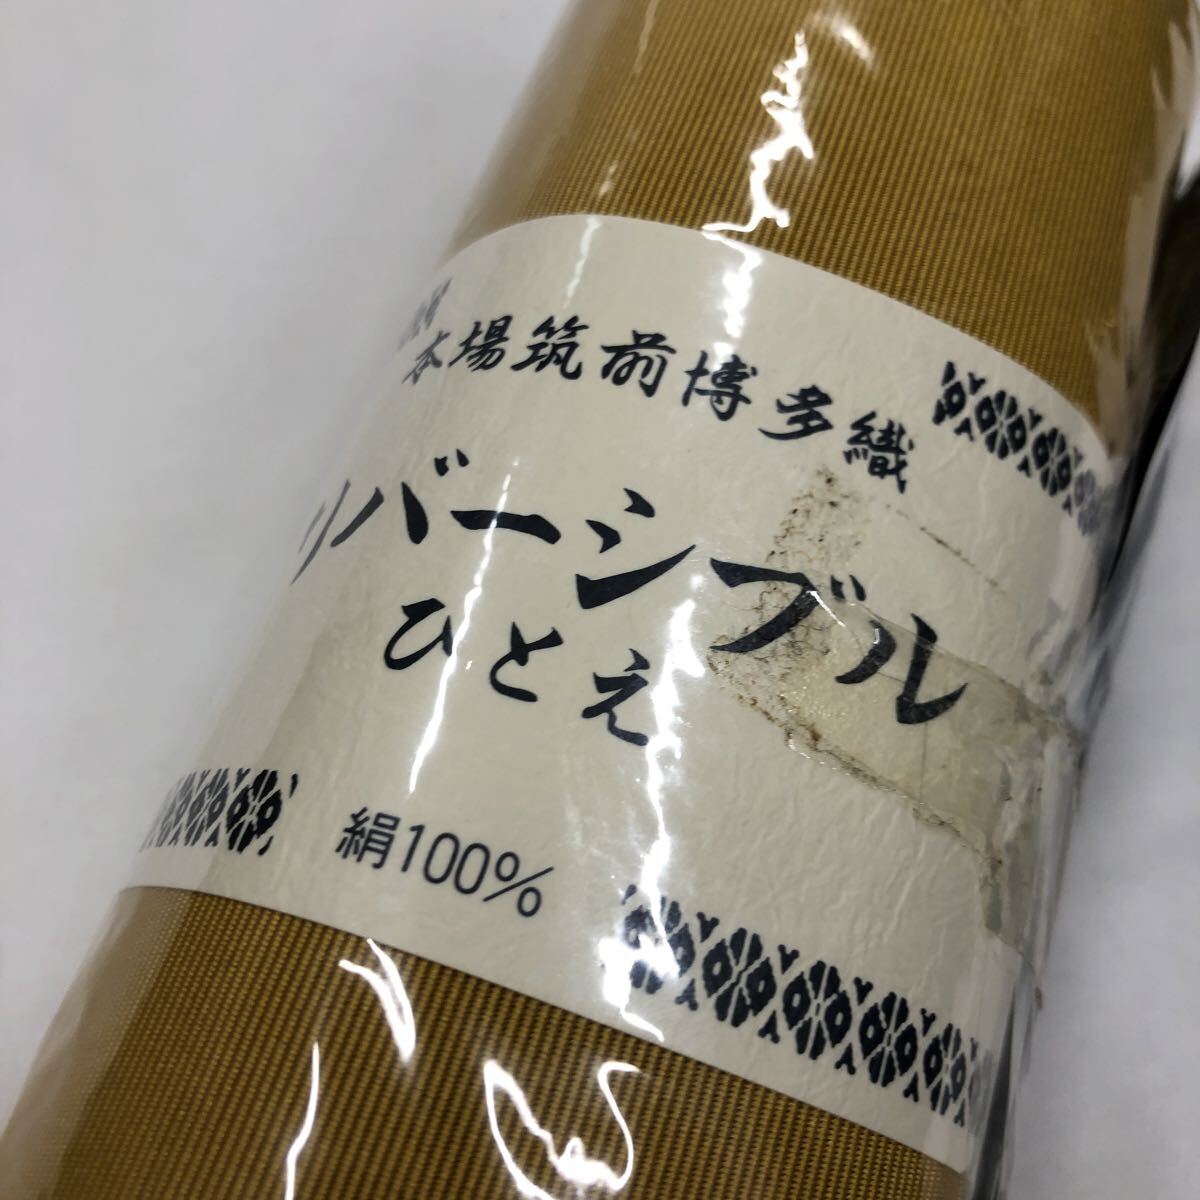 本場筑前博多織
リバーシブル
ひとえ
絹100%